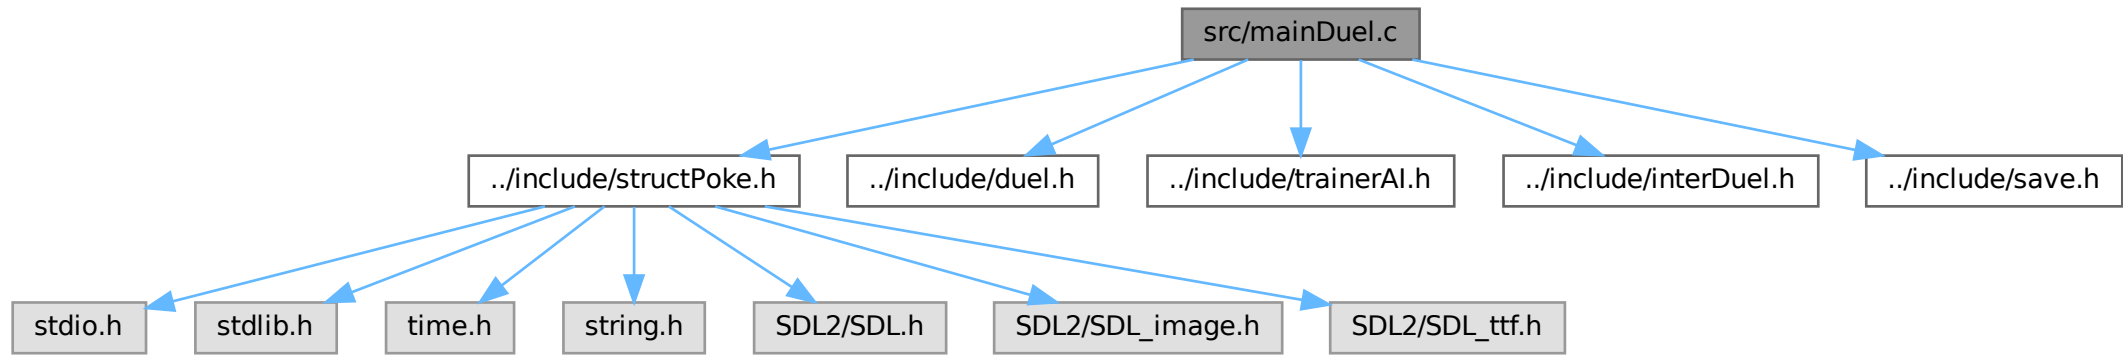 src/mainDuel.c
../include/structPoke.h
../include/duel.h
../include/trainerAI.h
../include/interDuel.h
../include/save.h
stdio.h
stdlib.h
time.h
string.h
SDL2/SDL.h
SDL2/SDL_image.h
SDL2/SDL_ttf.h